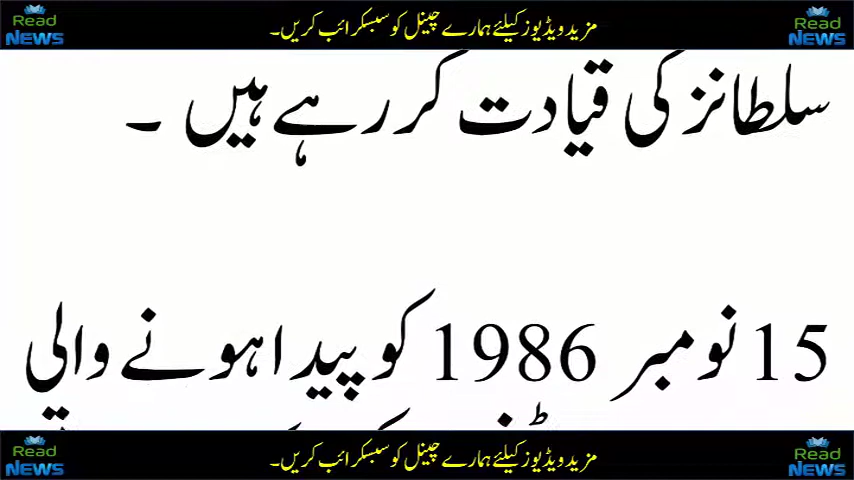 Read NEWS مزید ویڈیوز کیلئے ہمارے چینل کو سبسکرائب کریں۔ Read NEWS
سلطانز کی قیادت کر رہے ہیں ۔
15 نومبر 1986 کو پیدا ہونے والی
Read NEWS مزید ویڈیوز کیلئے ہمارے چینل کو سبسکرائب کریں۔ Read NEWS